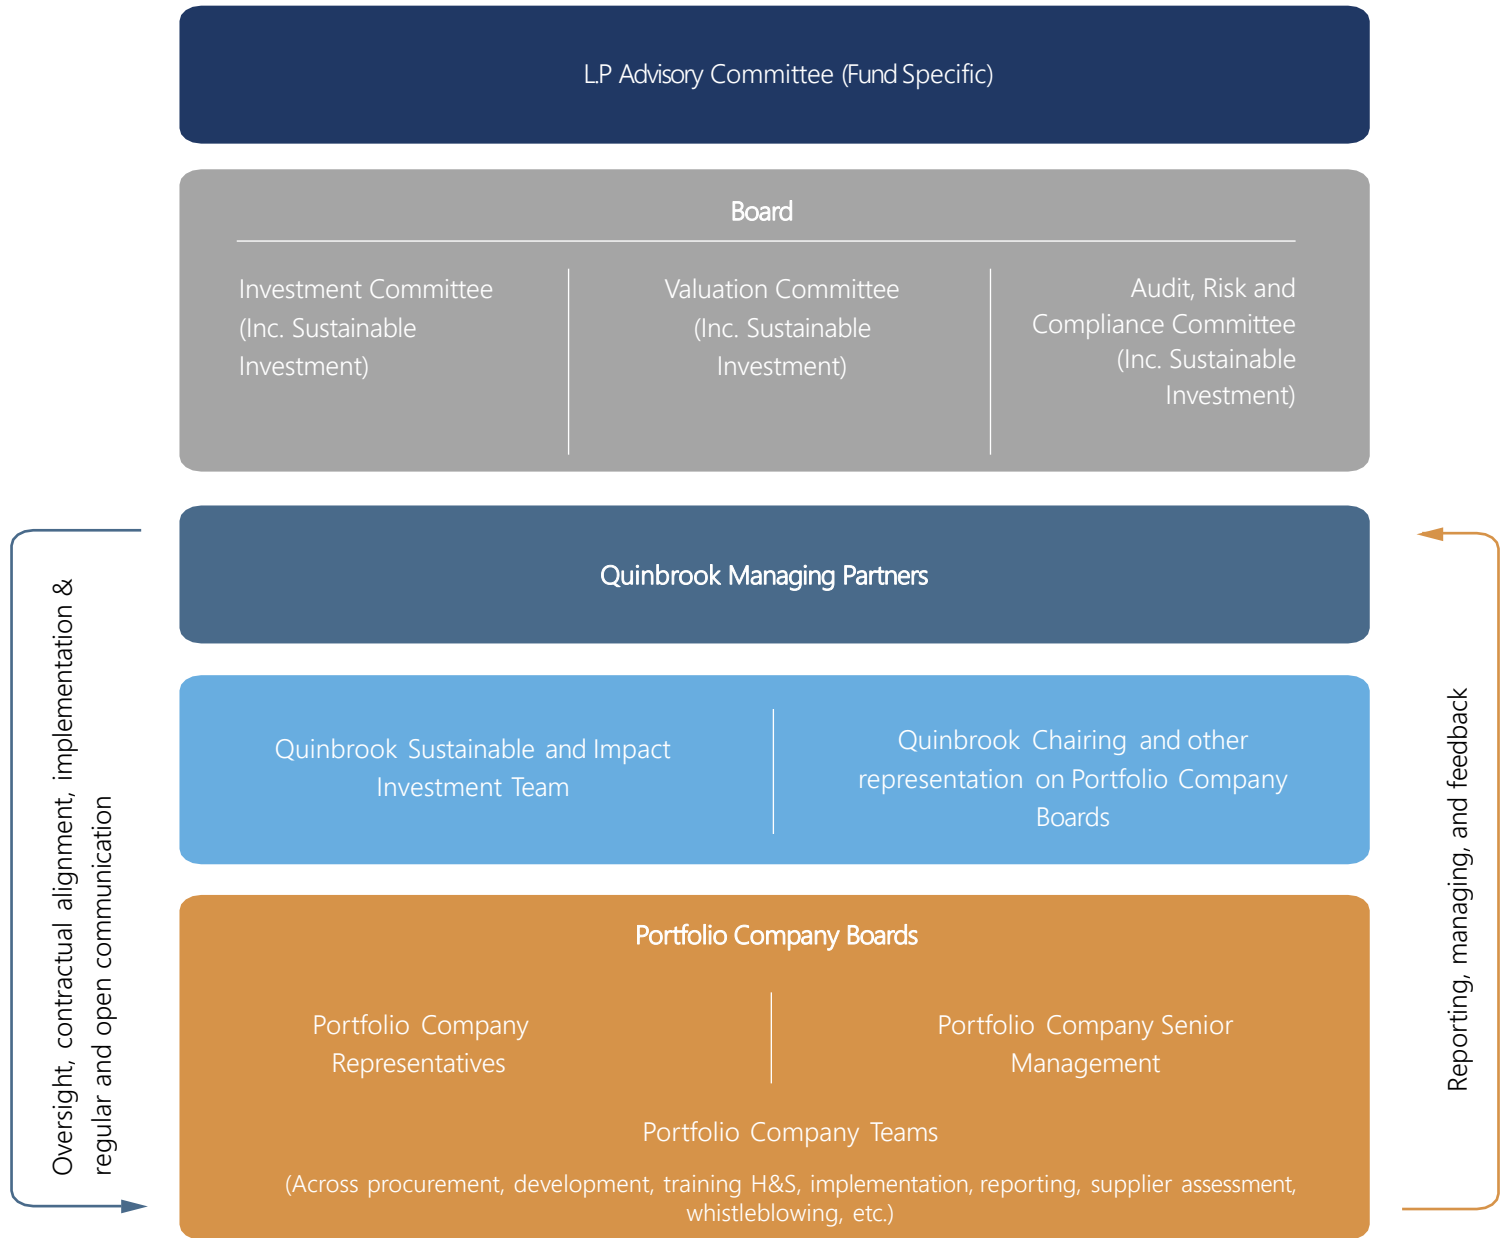 L.P Advisory Committee (Fund Specific)
Board
Investment Committee
(Inc. Sustainable
Investment)
Valuation Committee
(Inc. Sustainable
Investment)
Audit, Risk and
Compliance Committee
(Inc. Sustainable
Investment)
Quinbrook Managing Partners
Quinbrook Sustainable and Impact
Investment Team
Quinbrook Chairing and other
representation on Portfolio Company
Boards
Portfolio Company Boards
Portfolio Company
Representatives
Portfolio Company Senior
Management
Portfolio Company Teams
(Across procurement, development, training H&S, implementation, reporting, supplier assessment,
whistleblowing, etc.)
Oversight, contractual alignment, implementation &
regular and open communication
Reporting, managing, and feedback